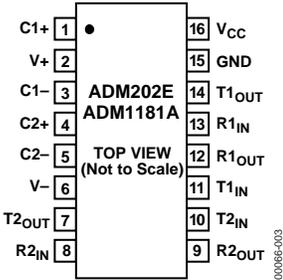 C1+ 1
V+ 2
C1– 3
C2+ 4
C2– 5
V– 6
T2OUT 7
R2IN 8
ADM202E
ADM1181A
TOP VIEW
(Not to Scale)
16 VCC
15 GND
14 T1OUT
13 R1IN
12 R1OUT
11 T1IN
10 T2IN
9 R2OUT
00066-003